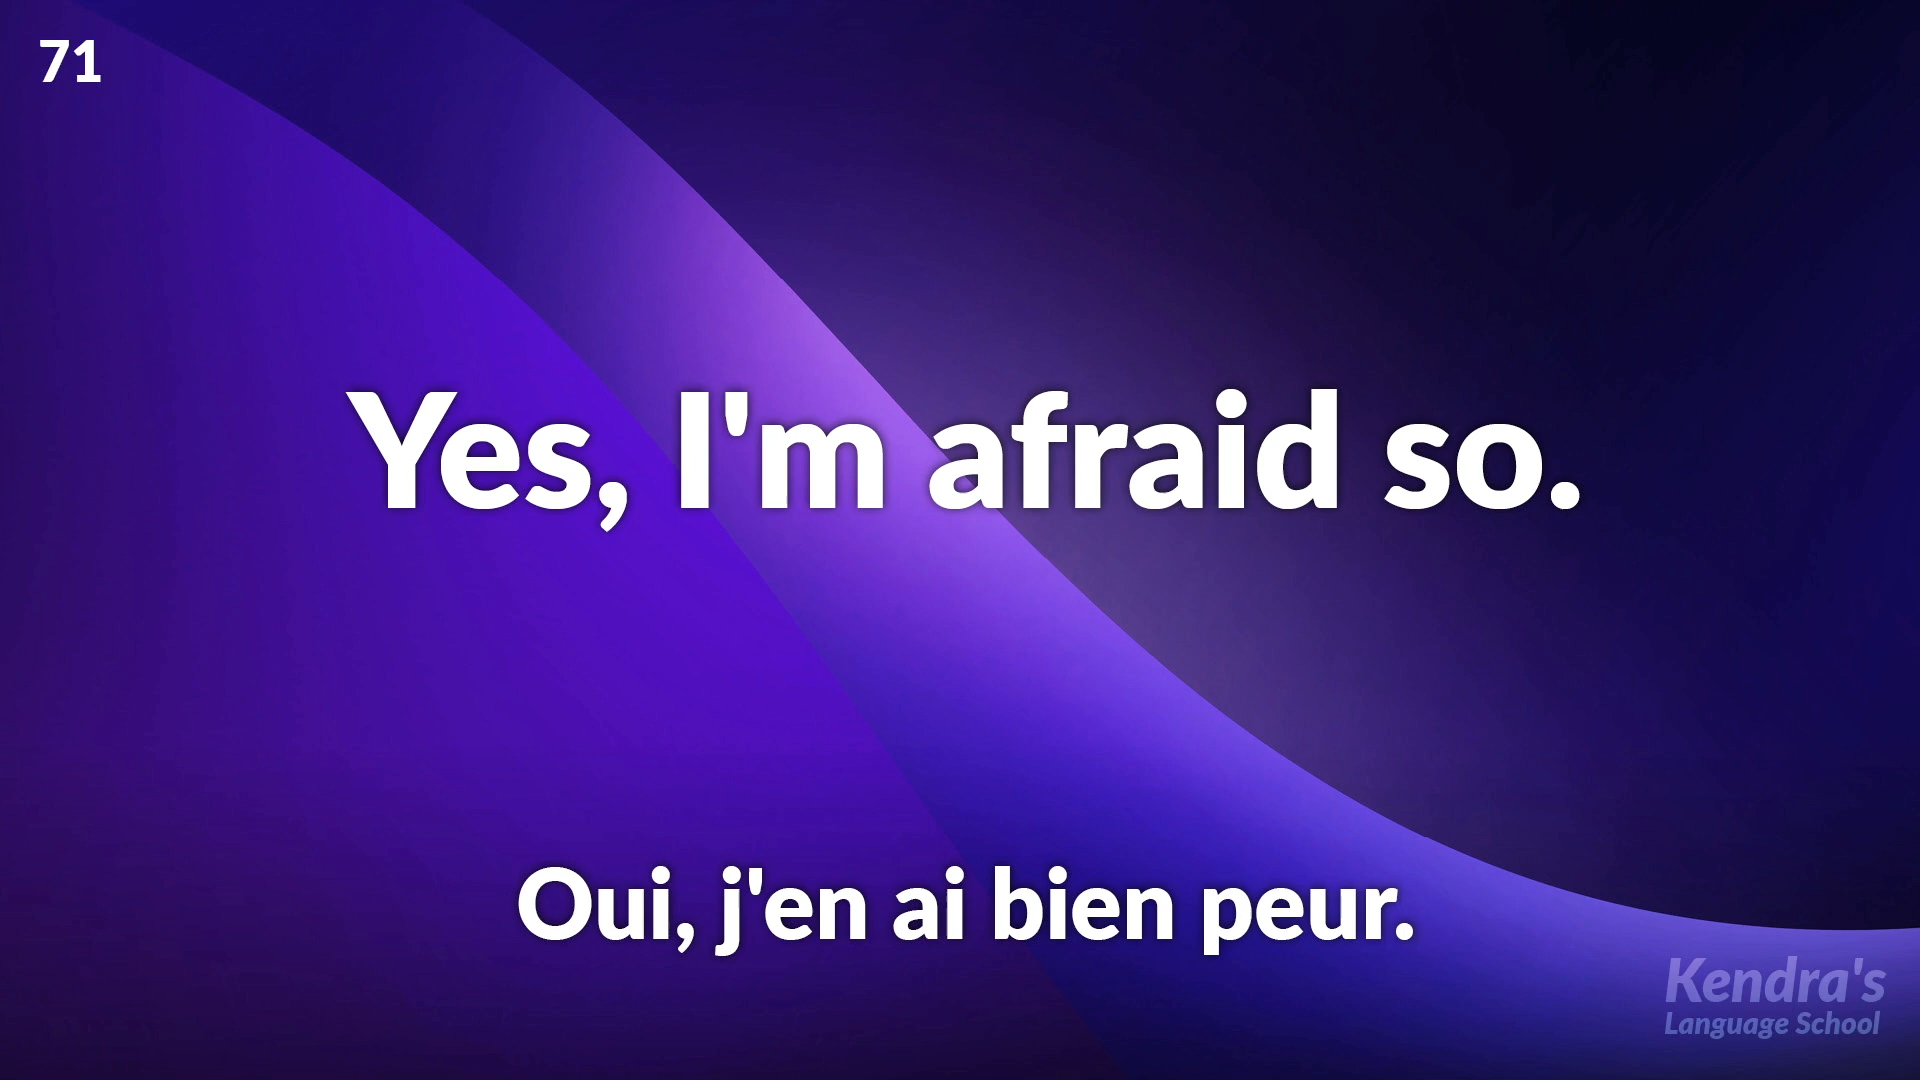 71
Yes, I'm afraid so.
Oui, j'en ai bien peur.
Kendra's
Language School